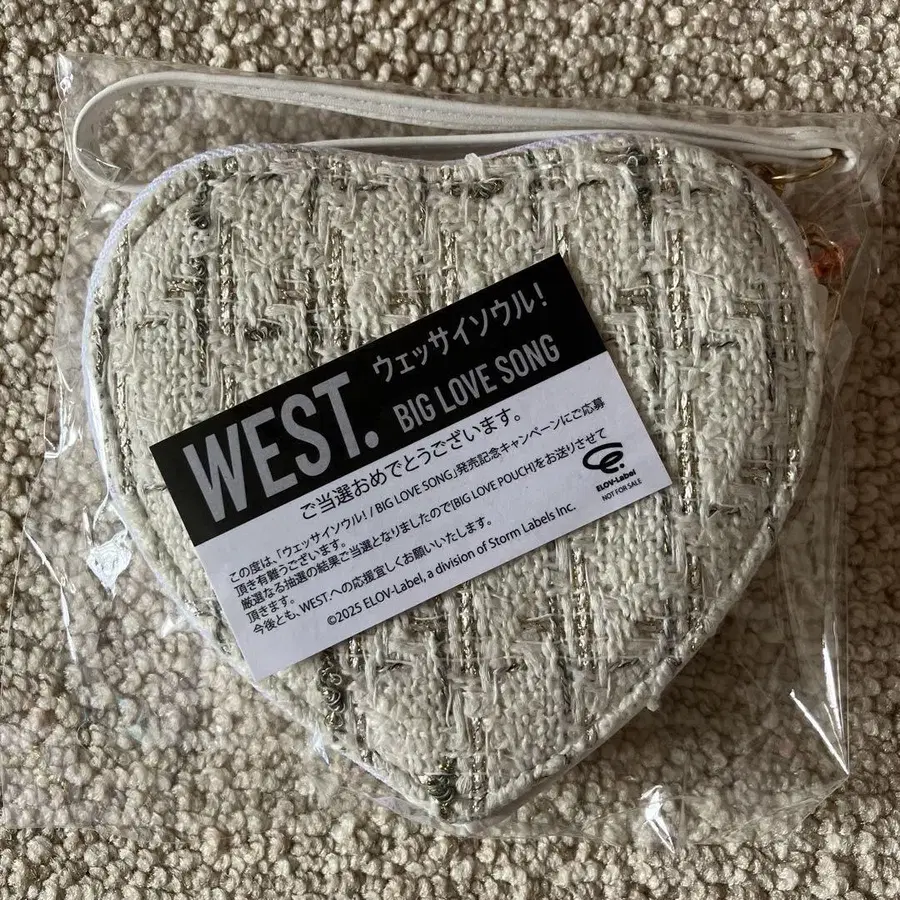 WEST.
ウェッサイソウル!
BIG LOVE SONG
ご当選おめでとうございます。
この度は、「ウェッサイソウル! / BIG LOVE SONG」発売記念キャンペーンにご応募
頂き有難うございます。
厳選なる抽選の結果ご当選となりましたので[BIG LOVE POUCH]をお送りさせて
頂きます。
今後とも、WEST.への応援宜しくお願いいたします。
©2025 ELOV-Label, a division of Storm Labels Inc.
ELOV-Label
NOT FOR SALE